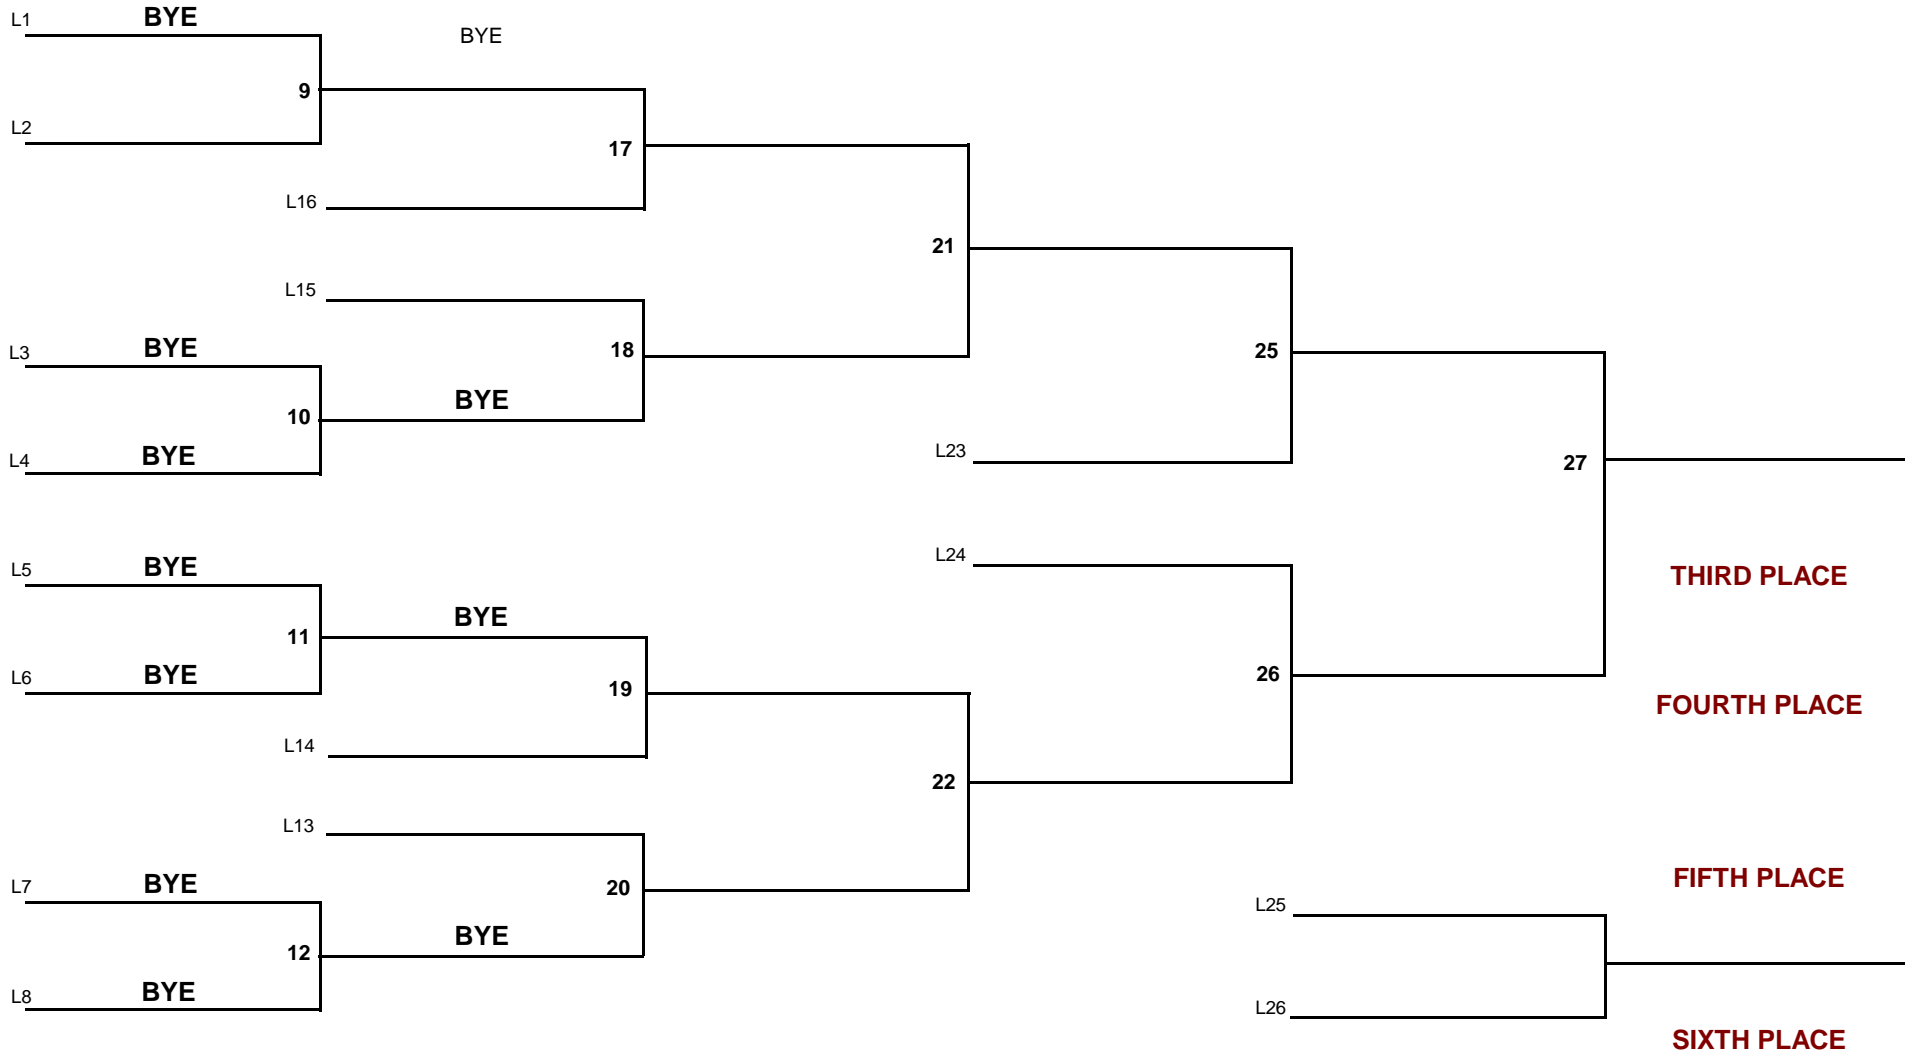 L1
BYE
BYE
9
L2
17
L16
21
L15
L3
BYE
18
25
BYE
10
L4
BYE
L23
27
L24
L5
BYE
THIRD PLACE
BYE
11
L6
BYE
19
26
FOURTH PLACE
L14
22
L13
L7
BYE
20
FIFTH PLACE
L25
BYE
12
L8
BYE
L26
SIXTH PLACE